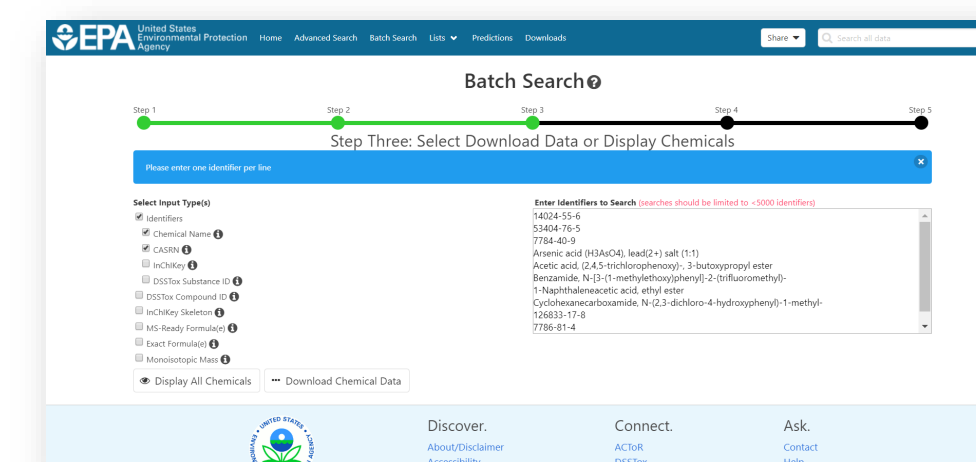 EPA United States
Environmental Protection
Agency
Home Advanced Search Batch Search Lists Predictions Downloads
Share
Search all data
Batch Search
Step 1 Step 2 Step 3 Step 4 Step 5
Step Three: Select Download Data or Display Chemicals
Please enter one identifier per line
Select Input Type(s)
Identifiers
Chemical Name
CASRN
InChIKey
DSSTox Substance ID
DSSTox Compound ID
InChIKey Skeleton
MS-Ready Formula(e)
Exact Formula(e)
Monoisotopic Mass
Enter Identifiers to Search (searches should be limited to <5000 identifiers)
14024-55-6
53404-76-5
7784-40-9
Arsenic acid (H3AsO4), lead(2+) salt (1:1)
Acetic acid, (2,4,5-trichlorophenoxy)-, 3-butoxypropyl ester
Benzamide, N-[3-(1-methylethoxy)phenyl]-2-(trifluoromethyl)-
1-Naphthaleneacetic acid, ethyl ester
Cyclohexanecarboxamide, N-(2,3-dichloro-4-hydroxyphenyl)-1-methyl-
126833-17-8
7786-81-4
Display All Chemicals
Download Chemical Data
UNITED STATES
Discover.
About/Disclaimer
Accessibility
Connect.
ACToR
DSSTox
Ask.
Contact
Help